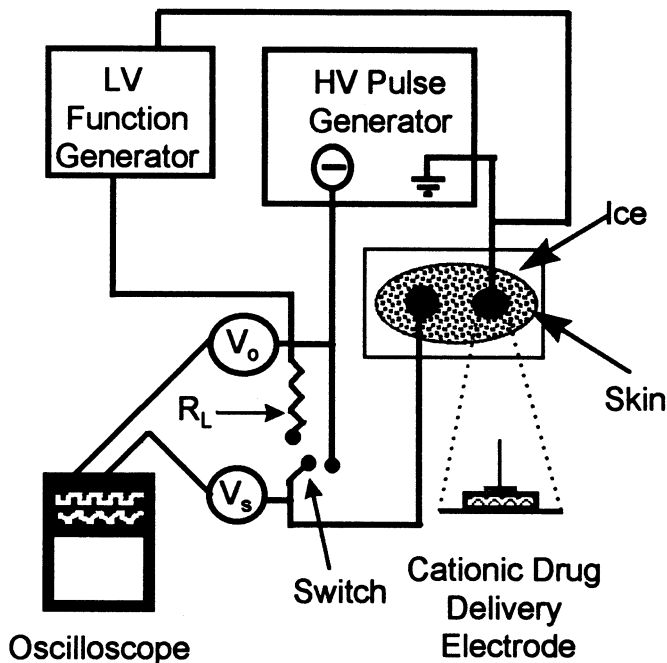 LV
Function
Generator
HV Pulse
Generator
Ice
Vo
RL
Skin
Vs
Switch
Cationic Drug
Delivery
Electrode
Oscilloscope